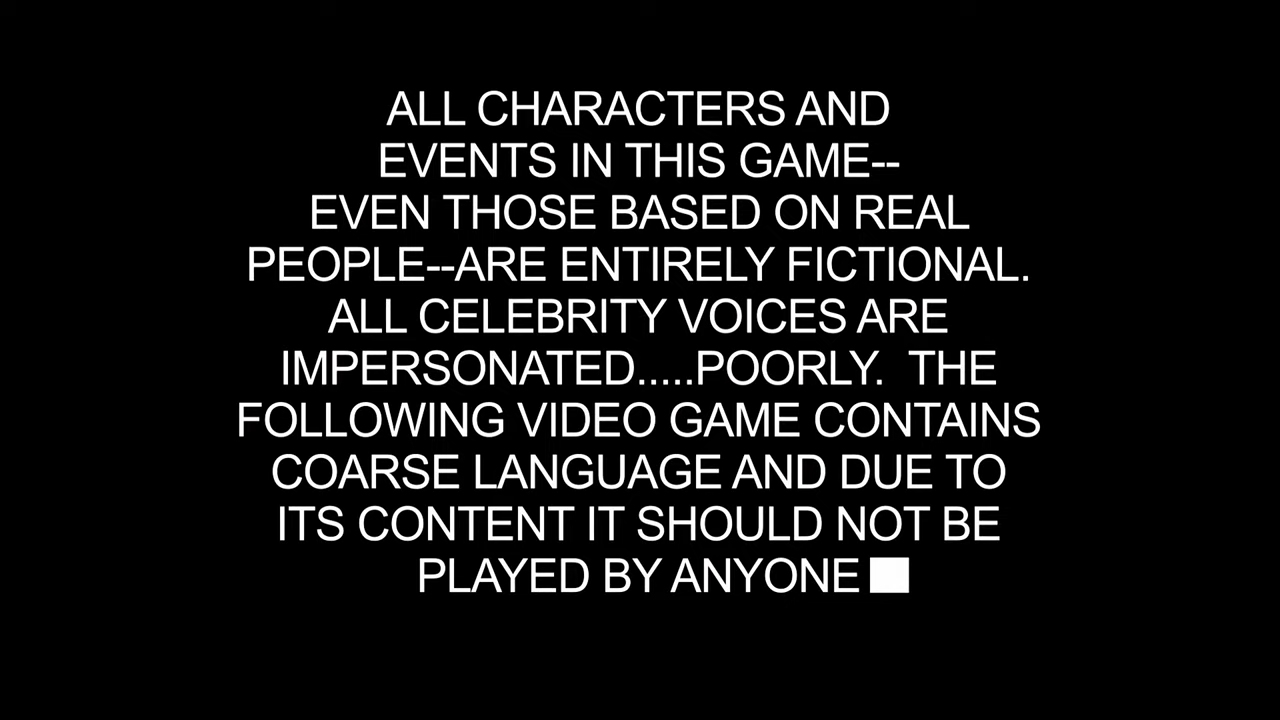 ALL CHARACTERS AND
EVENTS IN THIS GAME--
EVEN THOSE BASED ON REAL
PEOPLE--ARE ENTIRELY FICTIONAL.
ALL CELEBRITY VOICES ARE
IMPERSONATED.....POORLY.  THE
FOLLOWING VIDEO GAME CONTAINS
COARSE LANGUAGE AND DUE TO
ITS CONTENT IT SHOULD NOT BE
PLAYED BY ANYONE ■